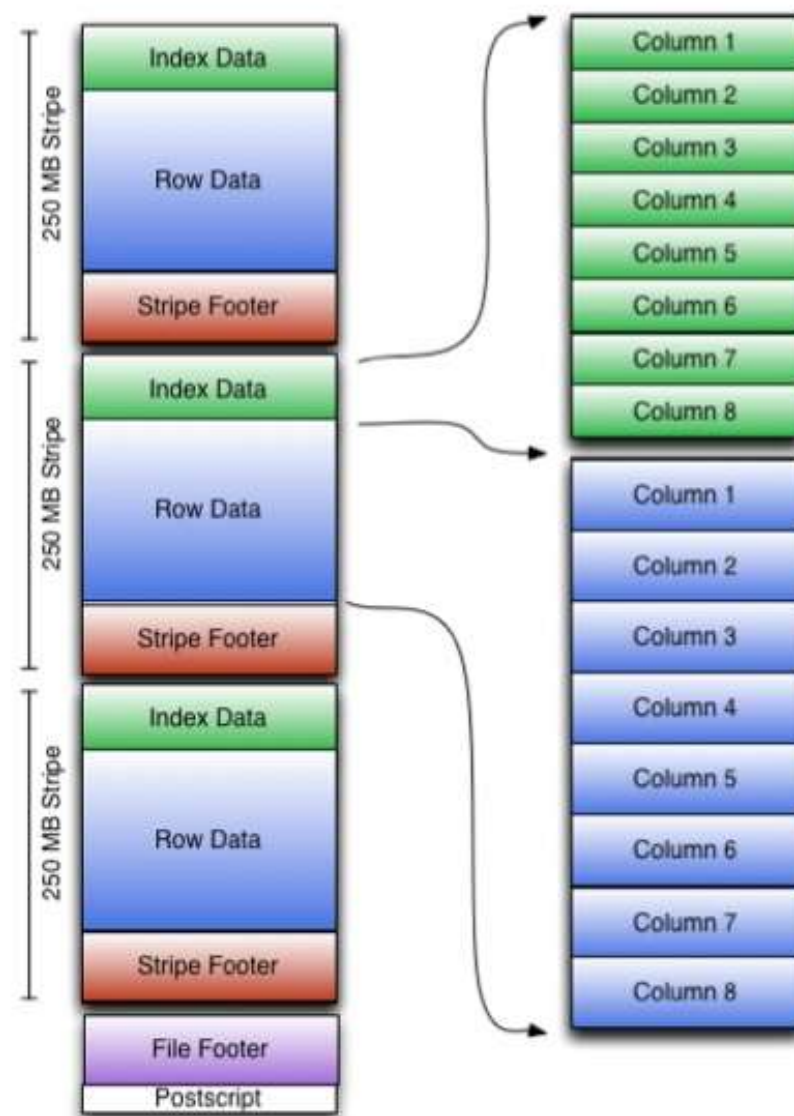 250 MB Stripe
Index Data
Row Data
Stripe Footer
250 MB Stripe
Index Data
Row Data
Stripe Footer
250 MB Stripe
Index Data
Row Data
Stripe Footer
File Footer
Postscript
Column 1
Column 2
Column 3
Column 4
Column 5
Column 6
Column 7
Column 8
Column 1
Column 2
Column 3
Column 4
Column 5
Column 6
Column 7
Column 8